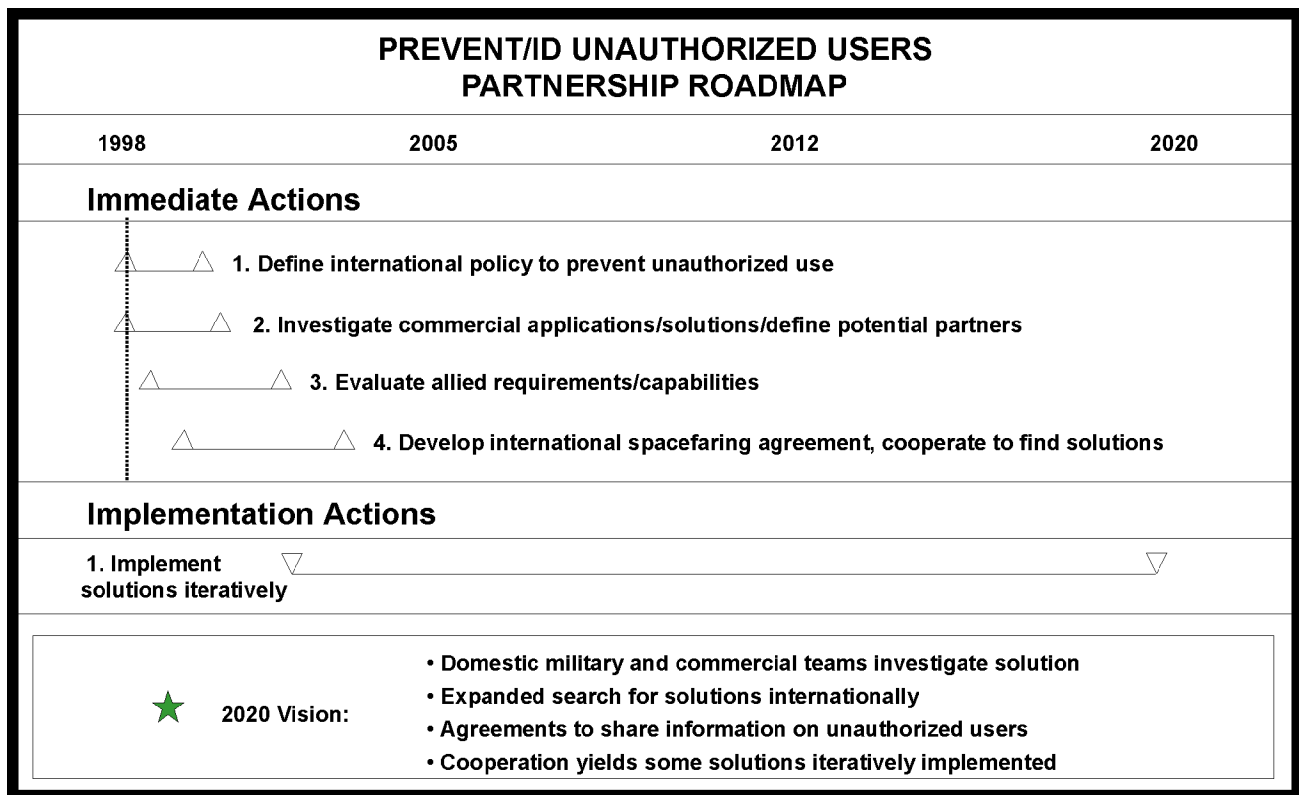 PREVENT/ID UNAUTHORIZED USERS
PARTNERSHIP ROADMAP
1998 2005 2012 2020
Immediate Actions
1. Define international policy to prevent unauthorized use
2. Investigate commercial applications/solutions/define potential partners
3. Evaluate allied requirements/capabilities
4. Develop international spacefaring agreement, cooperate to find solutions
Implementation Actions
1. Implement
solutions iteratively
2020 Vision:
• Domestic military and commercial teams investigate solution
• Expanded search for solutions internationally
• Agreements to share information on unauthorized users
• Cooperation yields some solutions iteratively implemented